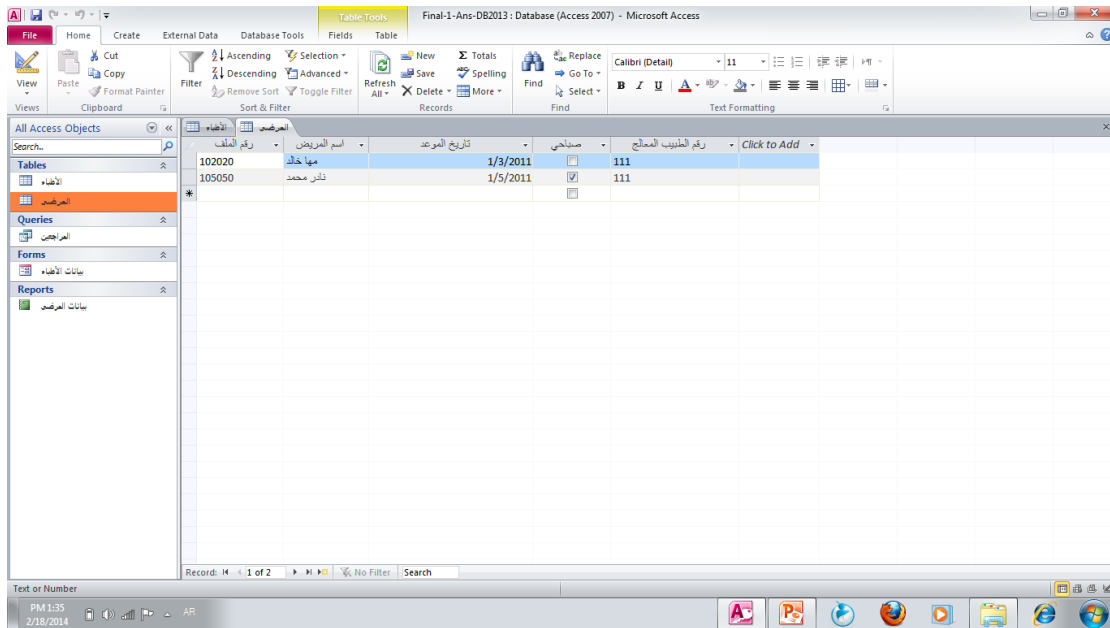 Table Tools Final-1-Ans-DB2013 : Database (Access 2007) - Microsoft Access
File Home Create External Data Database Tools Fields Table
View
Views
Paste
Cut
Copy
Format Painter
Clipboard
Filter
Ascending
Descending
Remove Sort
Selection
Advanced
Toggle Filter
Sort & Filter
Refresh
All
New
Save
Delete
Totals
Spelling
More
Records
Find
Replace
Go To
Select
Find
Calibri (Detail) 11
B I U A
Text Formatting
All Access Objects
Search..
Tables
الأطباء
المرضى
Queries
المراجعين
Forms
بيانات الأطباء
Reports
بيانات المرضى
الأطباء المرضى
رقم الملف اسم المريض تاريخ الموعد صباحي رقم الطبيب المعالج Click to Add
102020 مها خالد 1/3/2011 111
105050 نادر محمد 1/5/2011 111
Record: 1 of 2 No Filter Search
Text or Number
PM 1:35
2/18/2014
AR